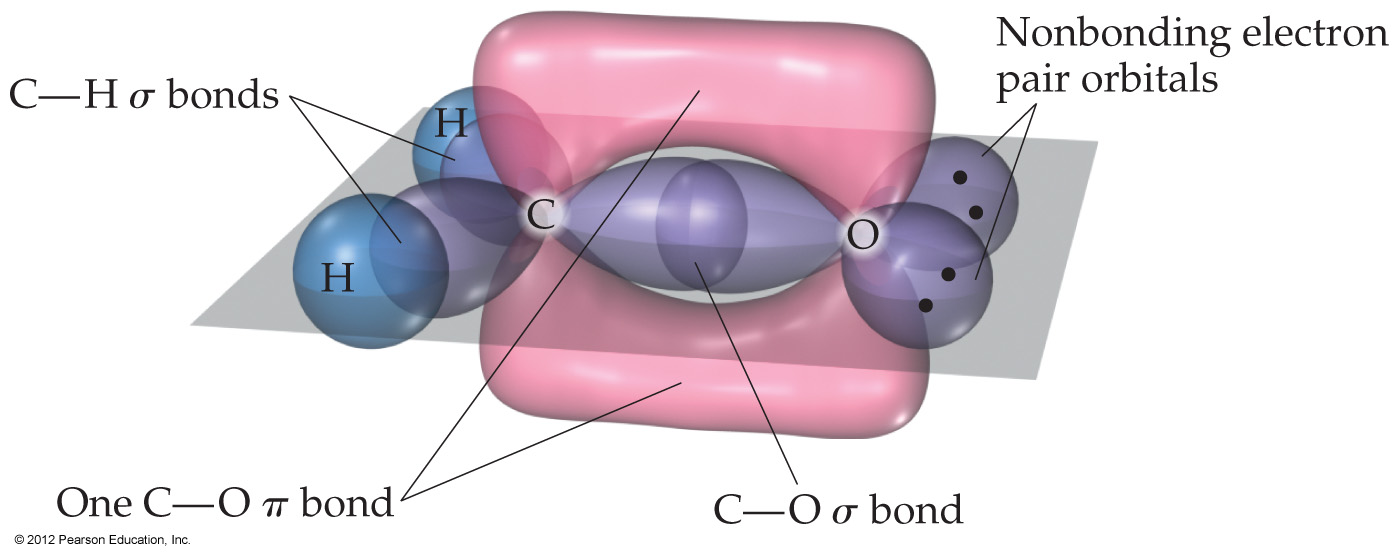 Nonbonding electron
pair orbitals
C—H σ bonds
H
C
O
H
One C—O π bond
C—O σ bond
© 2012 Pearson Education, Inc.